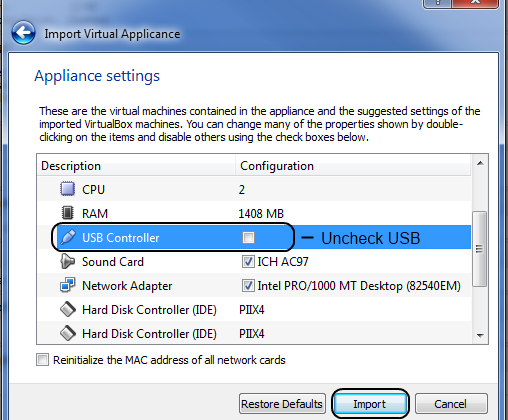 Import Virtual Applicance
Appliance settings
These are the virtual machines contained in the appliance and the suggested settings of the
imported VirtualBox machines. You can change many of the properties shown by double-
clicking on the items and disable others using the check boxes below.
Description Configuration
CPU 2
RAM 1408 MB
USB Controller – Uncheck USB
Sound Card ICH AC97
Network Adapter Intel PRO/1000 MT Desktop (82540EM)
Hard Disk Controller (IDE) PIIX4
Hard Disk Controller (IDE) PIIX4
Reinitialize the MAC address of all network cards
Restore Defaults Import Cancel